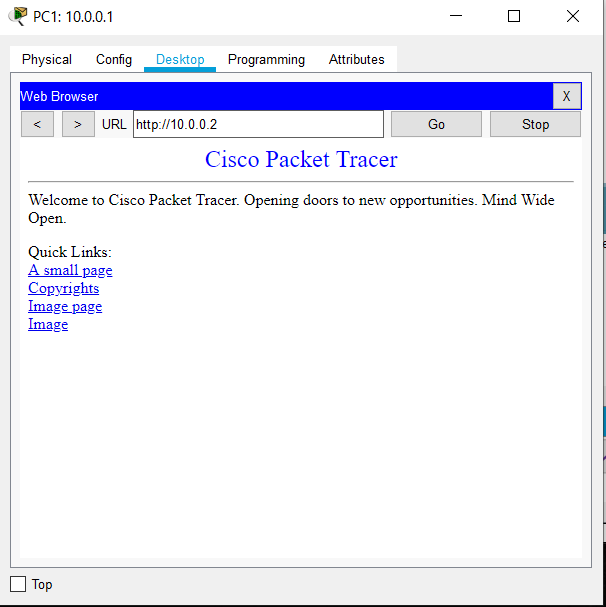 PC1: 10.0.0.1
Physical Config Desktop Programming Attributes
Web Browser X
< > URL http://10.0.0.2 Go Stop
Cisco Packet Tracer
Welcome to Cisco Packet Tracer. Opening doors to new opportunities. Mind Wide
Open.
Quick Links:
A small page
Copyrights
Image page
Image
Top